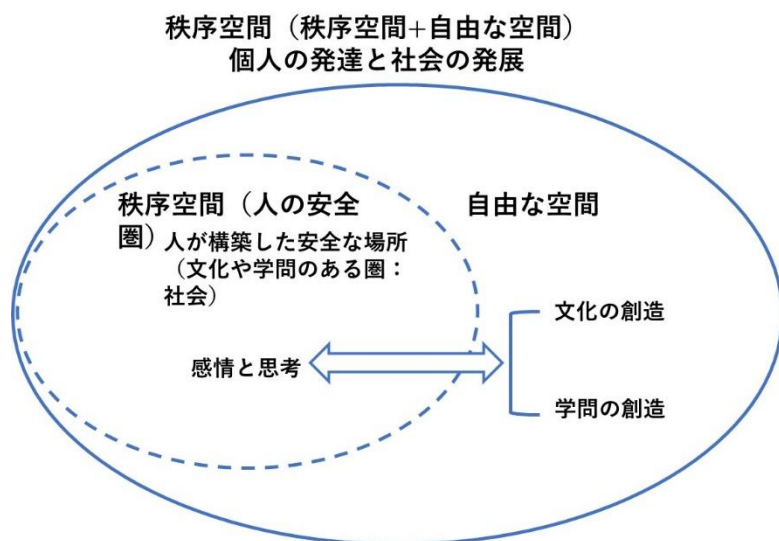 秩序空間（秩序空間+自由な空間）
個人の発達と社会の発展
秩序空間（人の安全
圏）人が構築した安全な場所
（文化や学問のある圏：
社会）
自由な空間
文化の創造
感情と思考
学問の創造